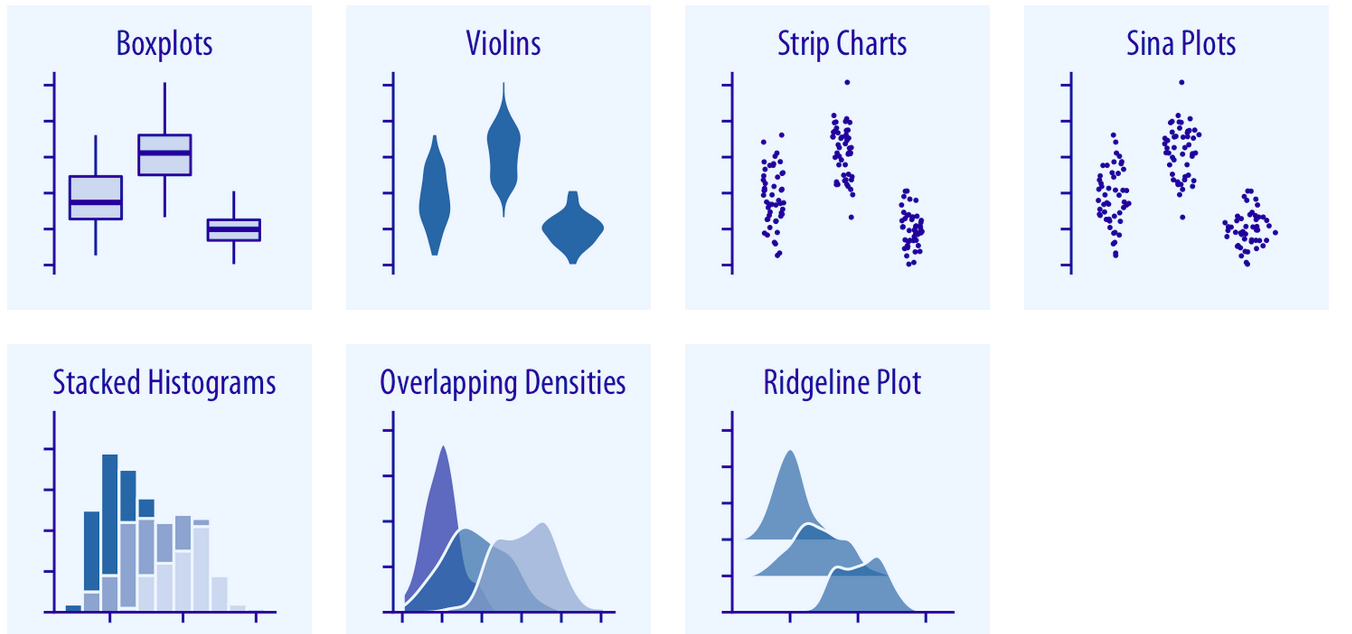 Boxplots
Violins
Strip Charts
Sina Plots
Stacked Histograms
Overlapping Densities
Ridgeline Plot